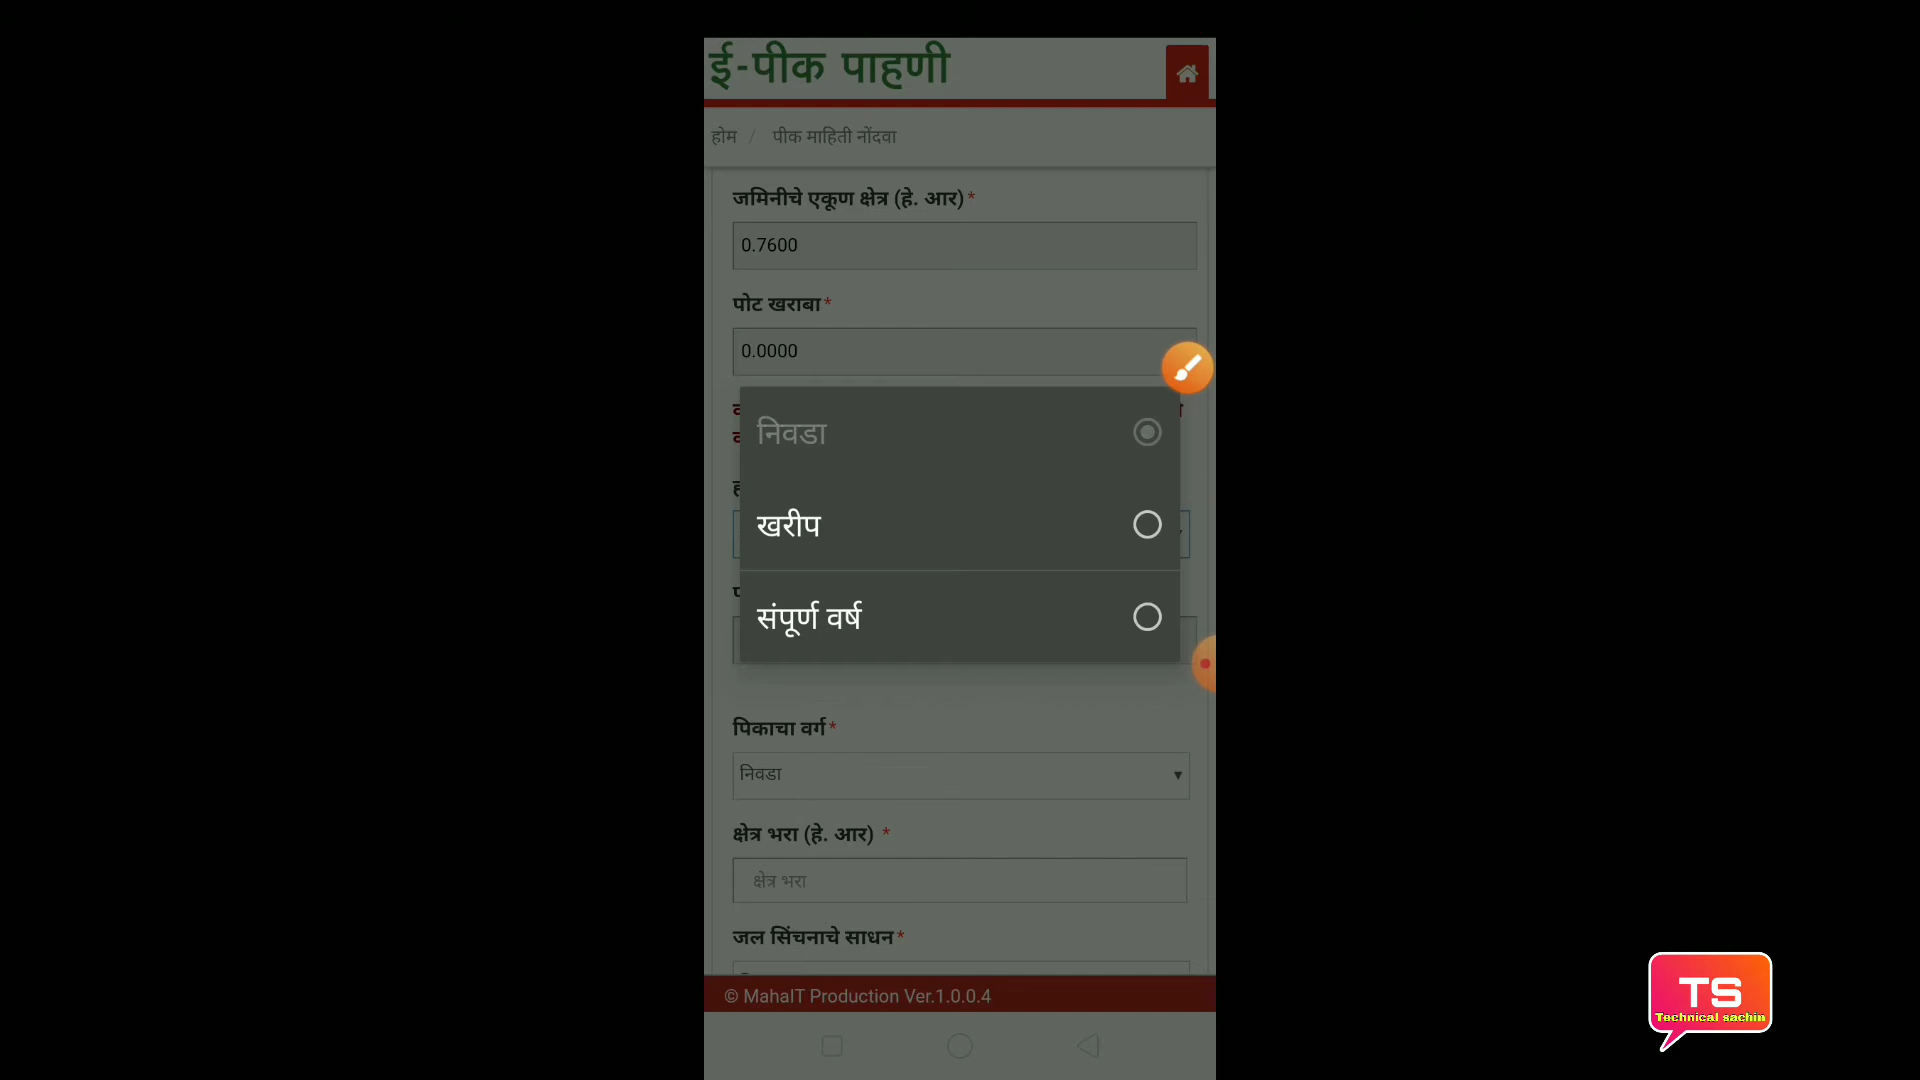 ई-पीक पाहणी
होम / पीक माहिती नोंदवा
जमिनीचे एकूण क्षेत्र (हे. आर)*
0.7600
पोट खराबा*
0.0000
निवडा
खरीप
संपूर्ण वर्ष
पिकाचा वर्ग*
निवडा
क्षेत्र भरा (हे. आर) *
क्षेत्र भरा
जल सिंचनाचे साधन*
© MahaIT Production Ver.1.0.0.4
TS
Technical sachin